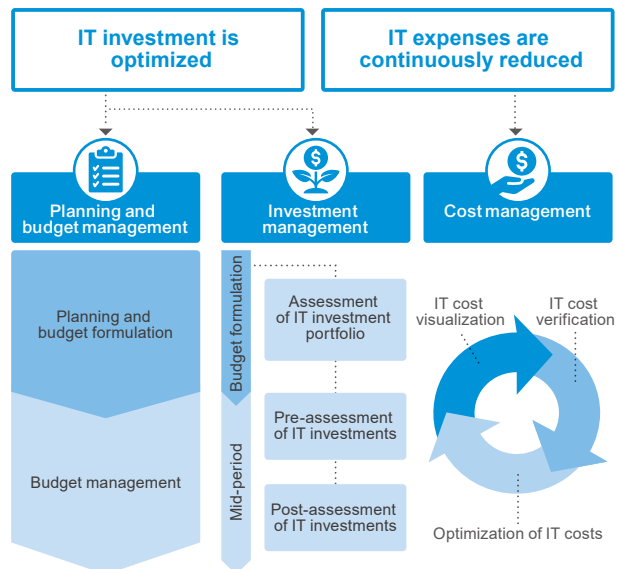 IT investment is
optimized
IT expenses are
continuously reduced
$
$
Planning and
budget management
Investment
management
Cost management
Planning and
budget formulation
Budget management
Budget formulation
Mid-period
Assessment
of IT investment
portfolio
Pre-assessment
of IT investments
Post-assessment
of IT investments
IT cost
visualization
IT cost
verification
Optimization of IT costs